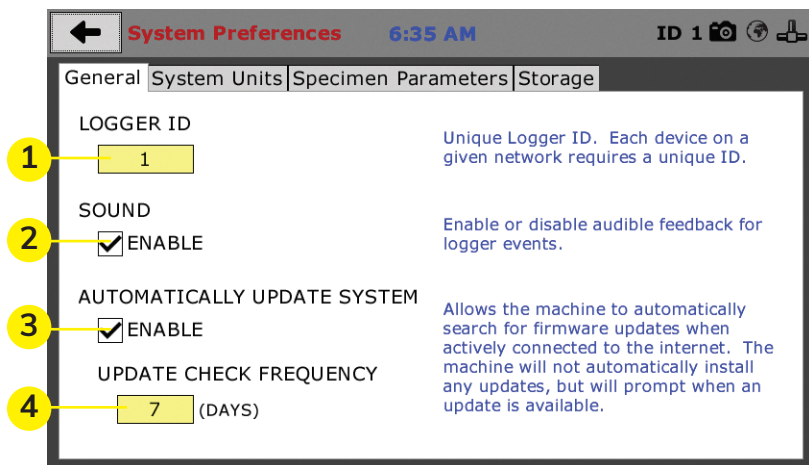 System Preferences 6:35 AM ID 1
General System Units Specimen Parameters Storage
LOGGER ID
1 1
Unique Logger ID. Each device on a
given network requires a unique ID.
SOUND
2 ENABLE
Enable or disable audible feedback for
logger events.
AUTOMATICALLY UPDATE SYSTEM
3 ENABLE
UPDATE CHECK FREQUENCY
4 7 (DAYS)
Allows the machine to automatically
search for firmware updates when
actively connected to the internet. The
machine will not automatically install
any updates, but will prompt when an
update is available.